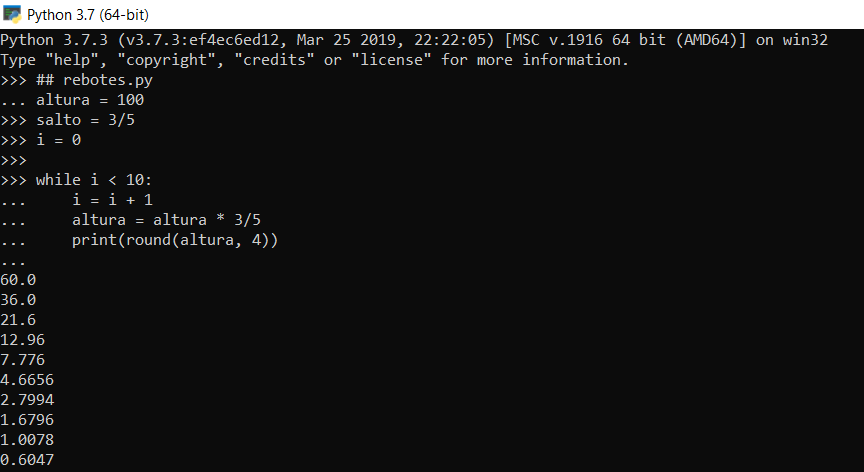 Python 3.7 (64-bit)
Python 3.7.3 (v3.7.3:ef4ec6ed12, Mar 25 2019, 22:22:05) [MSC v.1916 64 bit (AMD64)] on win32
Type "help", "copyright", "credits" or "license" for more information.
>>> ## rebotes.py
... altura = 100
>>> salto = 3/5
>>> i = 0
>>>
>>> while i < 10:
...     i = i + 1
...     altura = altura * 3/5
...     print(round(altura, 4))
...
60.0
36.0
21.6
12.96
7.776
4.6656
2.7994
1.6796
1.0078
0.6047